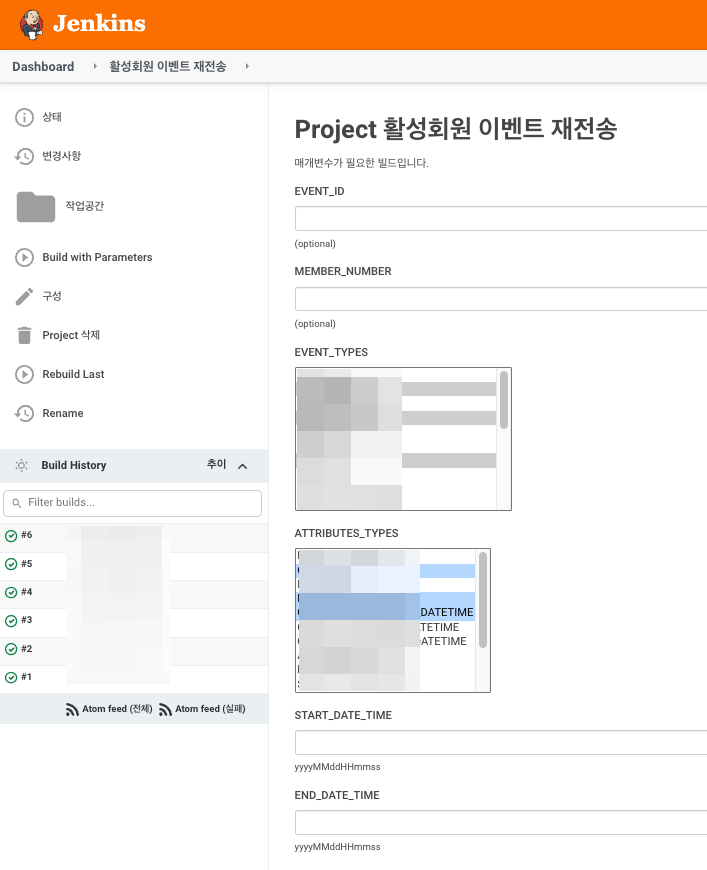 Jenkins
Dashboard
활성회원 이벤트 재전송
상태
변경사항
작업공간
Build with Parameters
구성
Project 삭제
Rebuild Last
Rename
Build History
추이
Filter builds...
#6
#5
#4
#3
#2
#1
Atom feed (전체)
Atom feed (실패)
Project 활성회원 이벤트 재전송
매개변수가 필요한 빌드입니다.
EVENT_ID
(optional)
MEMBER_NUMBER
(optional)
EVENT_TYPES
ATTRIBUTES_TYPES
DATETIME
TETIME
DATETIME
START_DATE_TIME
yyyyMMddHHmmss
END_DATE_TIME
yyyyMMddHHmmss